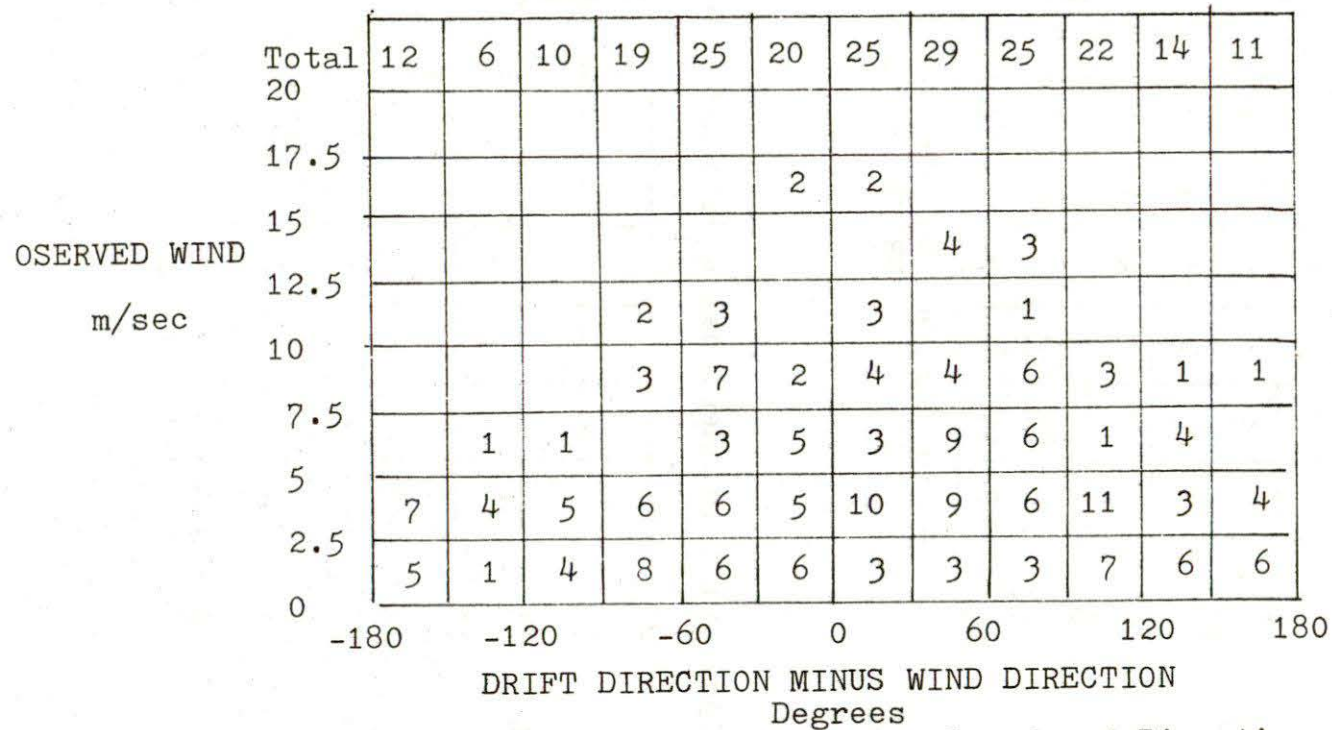 Total 12 6 10 19 25 20 25 29 25 22 14 11
20
17.5
2 2
15
OSERVED WIND 4 3
12.5
m/sec 2 3 3 1
10
3 7 2 4 4 6 3 1 1
7.5
1 1 3 5 3 9 6 1 4
5
7 4 5 6 6 5 10 9 6 11 3 4
2.5
5 1 4 8 6 6 3 3 3 7 6 6
0
-180 -120 -60 0 60 120 180
DRIFT DIRECTION MINUS WIND DIRECTION
Degrees